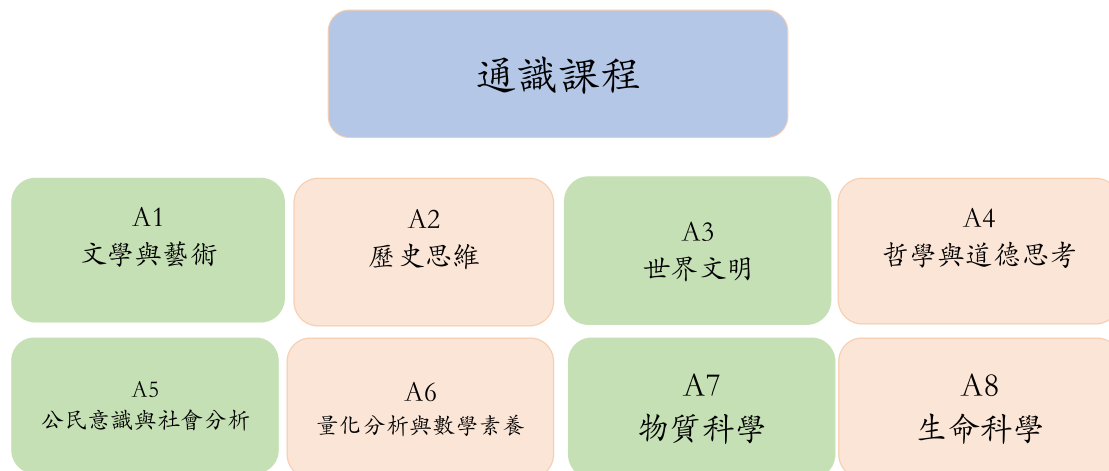 通識課程
A1
文學與藝術
A2
歷史思維
A3
世界文明
A4
哲學與道德思考
A5
公民意識與社會分析
A6
量化分析與數學素養
A7
物質科學
A8
生命科學